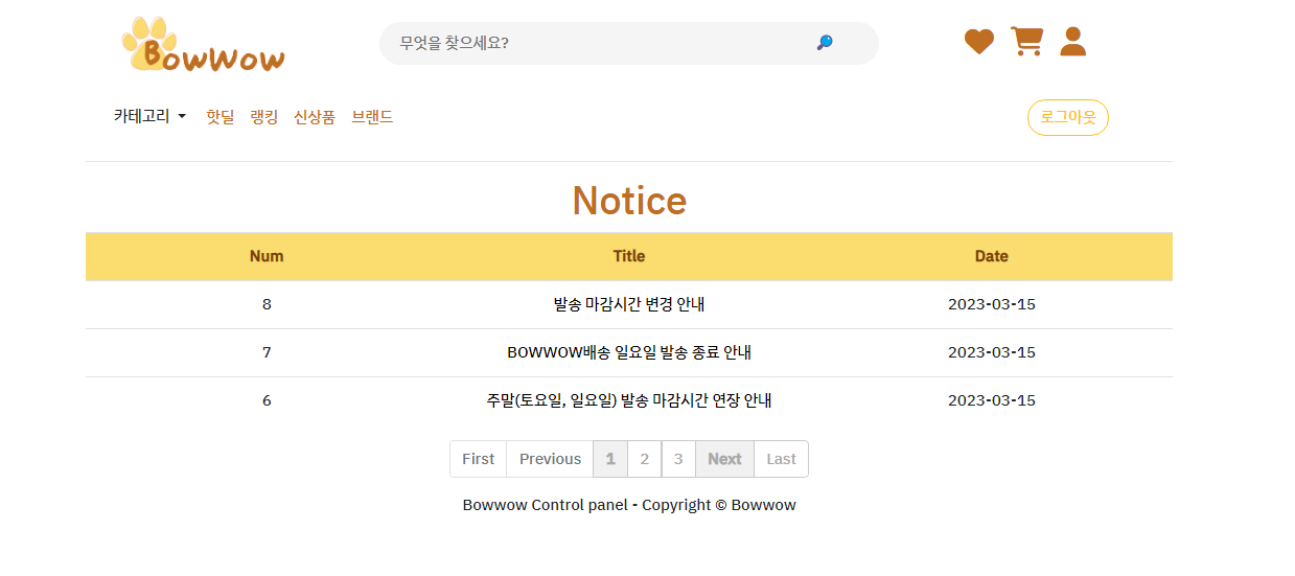 BowWow
무엇을 찾으세요?
카테고리 핫딜 랭킹 신상품 브랜드 로그아웃
Notice
Num Title Date
8 발송 마감시간 변경 안내 2023-03-15
7 BOWWOW배송 일요일 발송 종료 안내 2023-03-15
6 주말(토요일, 일요일) 발송 마감시간 연장 안내 2023-03-15
First Previous 1 2 3 Next Last
Bowwow Control panel - Copyright © Bowwow